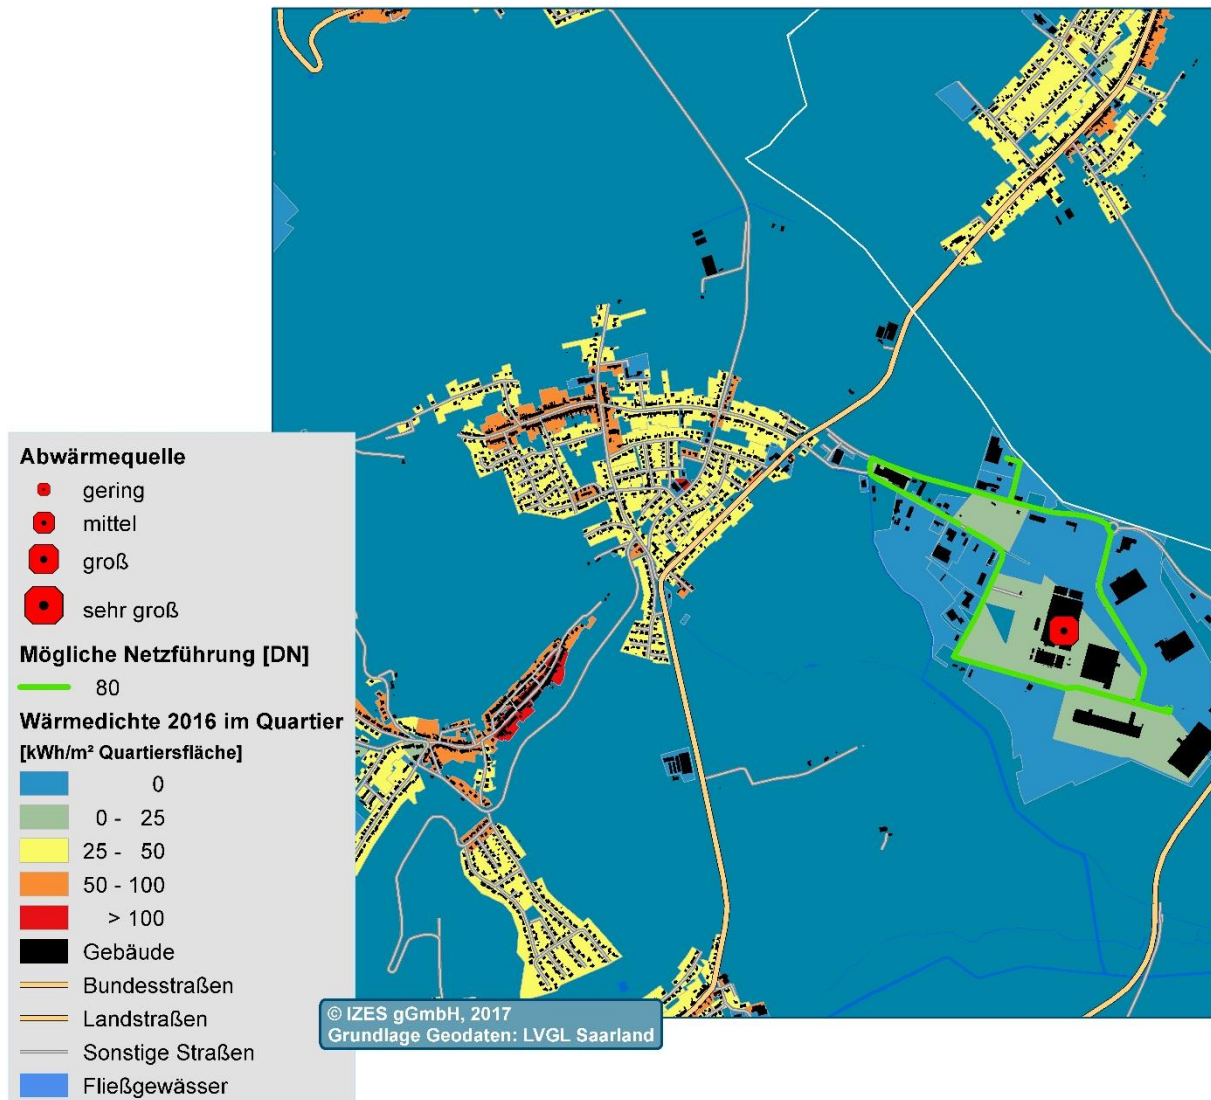 Abwärmequelle
gering
mittel
groß
sehr groß
Mögliche Netzführung [DN]
80
Wärmedichte 2016 im Quartier
[kWh/m² Quartiersfläche]
0
0 - 25
25 - 50
50 - 100
> 100
Gebäude
Bundesstraßen
Landstraßen
Sonstige Straßen
Fließgewässer
© IZES gGmbH, 2017
Grundlage Geodaten: LVGL Saarland